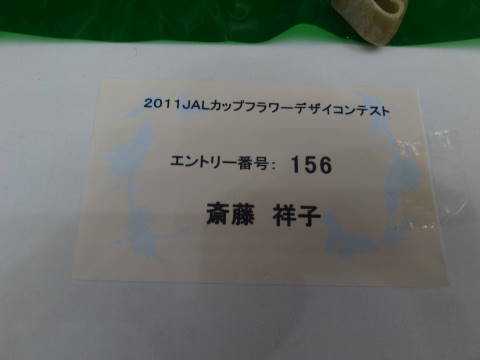 2011JALカップフラワーデザイコンテスト
エントリー番号: 156
斎藤 祥子